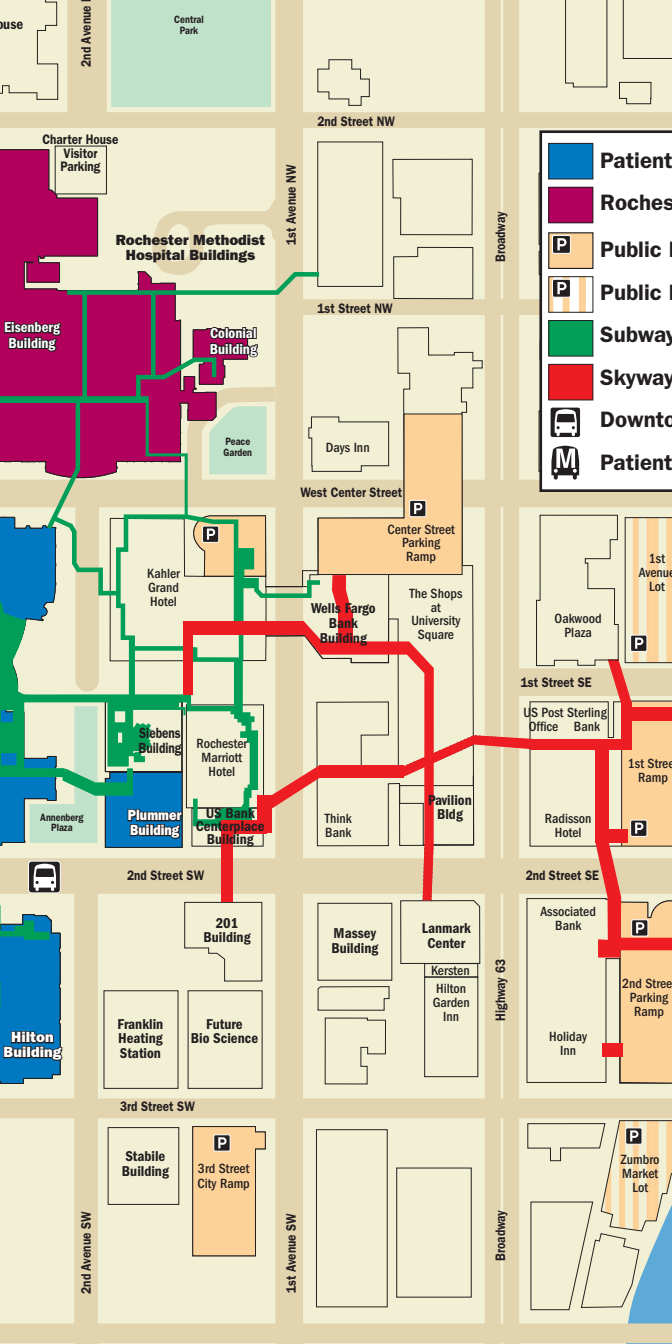 2nd Avenue
Central
Park
2nd Street NW
Charter House
Visitor
Parking
Patient
1st Avenue NW
Broadway
Roches
Rochester Methodist
Hospital Buildings
P
Public
P
Public
1st Street NW
Eisenberg
Building
Colonial
Building
Subway
Skyway
Downto
M
Patient
Peace
Garden
Days Inn
West Center Street
P
P
Center Street
Parking
Ramp
1st
Avenue
Lot
P
Kahler
Grand
Hotel
The Shops
at
University
Square
Wells Fargo
Bank
Building
Oakwood
Plaza
1st Street SE
US Post
Office
Sterling
Bank
Siebens
Building
Rochester
Marriott
Hotel
1st Stree
Ramp
P
Annenberg
Plaza
Plummer
Building
US Bank
Centerplace
Building
Think
Bank
Pavilion
Bldg
Radisson
Hotel
2nd Street SW
2nd Street SE
201
Building
Massey
Building
Lanmark
Center
Kersten
Hilton
Garden
Inn
Highway 63
Associated
Bank
P
2nd Stree
Parking
Ramp
Holiday
Inn
Hilton
Building
Franklin
Heating
Station
Future
Bio Science
3rd Street SW
Stabile
Building
P
3rd Street
City Ramp
P
Zumbro
Market
Lot
2nd Avenue SW
1st Avenue SW
Broadway